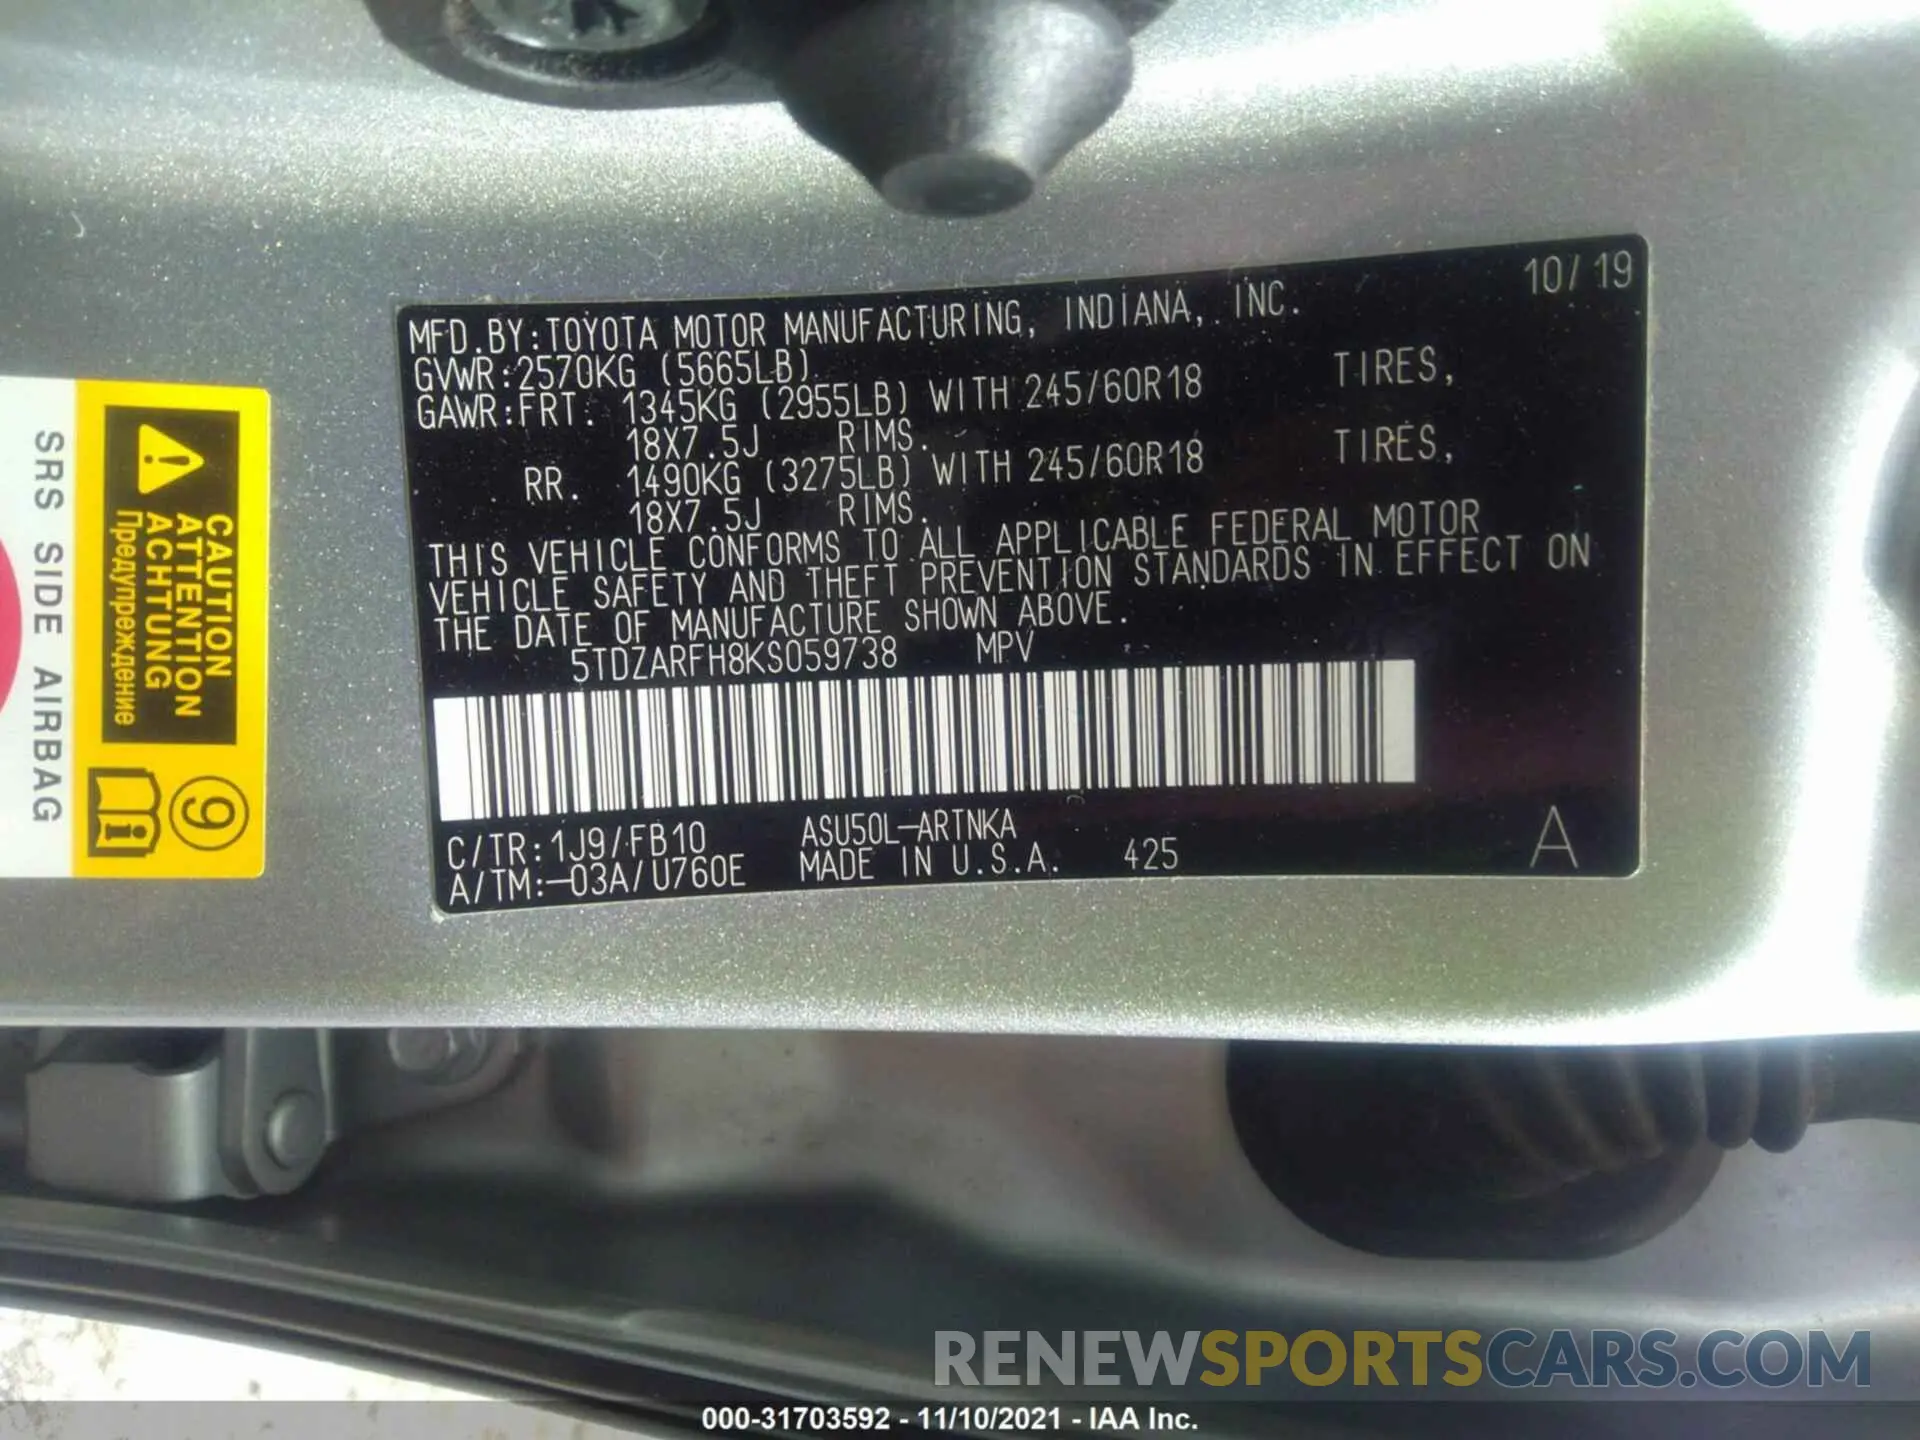 10/19
MFD.BY:TOYOTA MOTOR MANUFACTURING, INDIANA, INC.
GVWR:2570KG (5665LB)
GAWR:FRT. 1345KG (2955LB) WITH 245/60R18 TIRES,
18X7.5J RIMS.
RR. 1490KG (3275LB) WITH 245/60R18 TIRES,
18X7.5J RIMS.
THIS VEHICLE CONFORMS TO ALL APPLICABLE FEDERAL MOTOR
VEHICLE SAFETY AND THEFT PREVENTION STANDARDS IN EFFECT ON
THE DATE OF MANUFACTURE SHOWN ABOVE.
5TDZARFH8KS059738 MPV
C/TR:1J9/FB10 ASU50L-ARTNKA
A/TM:-03A/U760E MADE IN U.S.A. 425 A
CAUTION
ATTENTION
ACHTUNG
Предупреждение
9
SRS SIDE AIRBAG
RENEWSPORTSCARS.COM
000-31703592 - 11/10/2021 - IAA Inc.